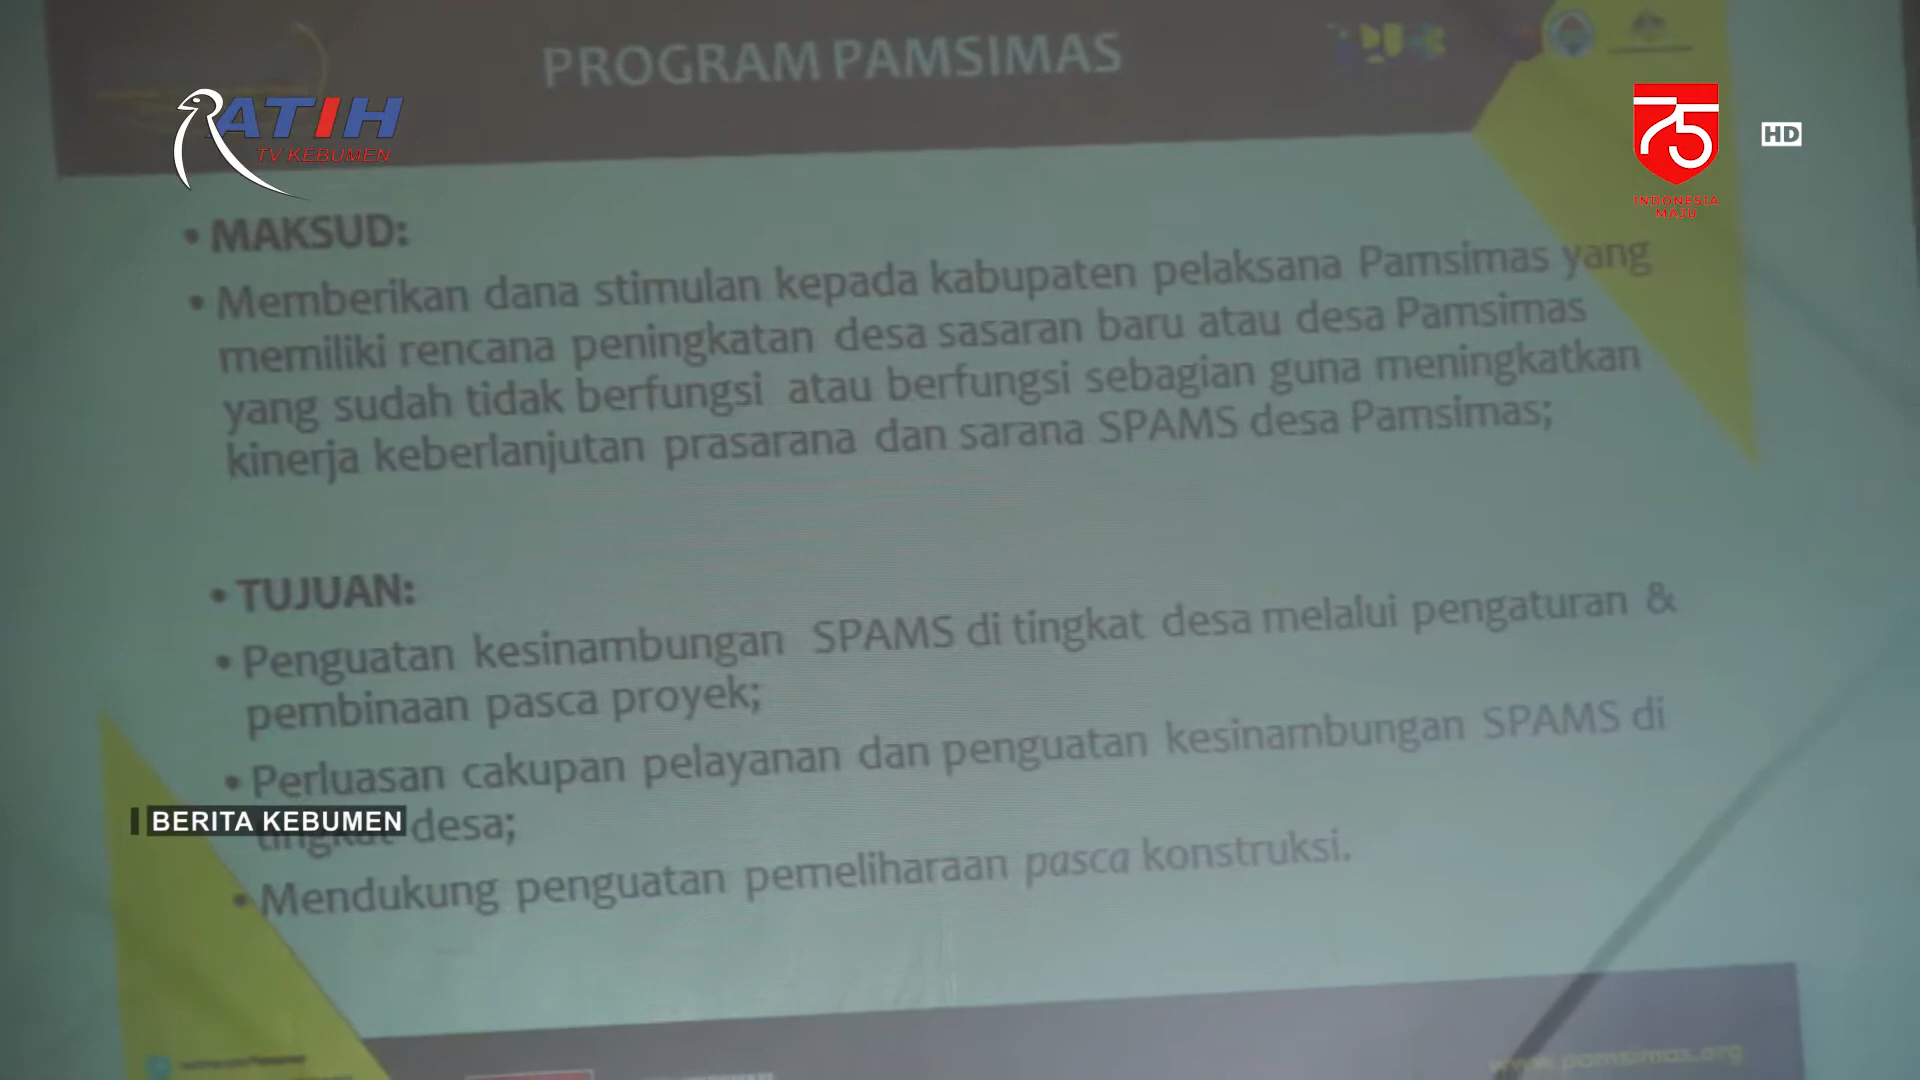 PROGRAM PAMSIMAS
RATIH
TV KEBUMEN
75
INDONESIA
MAJU
HD
• MAKSUD:
• Memberikan dana stimulan kepada kabupaten pelaksana Pamsimas yang
memiliki rencana peningkatan desa sasaran baru atau desa Pamsimas
yang sudah tidak berfungsi atau berfungsi sebagian guna meningkatkan
kinerja keberlanjutan prasarana dan sarana SPAMS desa Pamsimas;
• TUJUAN:
• Penguatan kesinambungan SPAMS di tingkat desa melalui pengaturan &
pembinaan pasca proyek;
• Perluasan cakupan pelayanan dan penguatan kesinambungan SPAMS di
tingkat desa;
BERITA KEBUMEN
• Mendukung penguatan pemeliharaan pasca konstruksi.
www.pamsimas.org